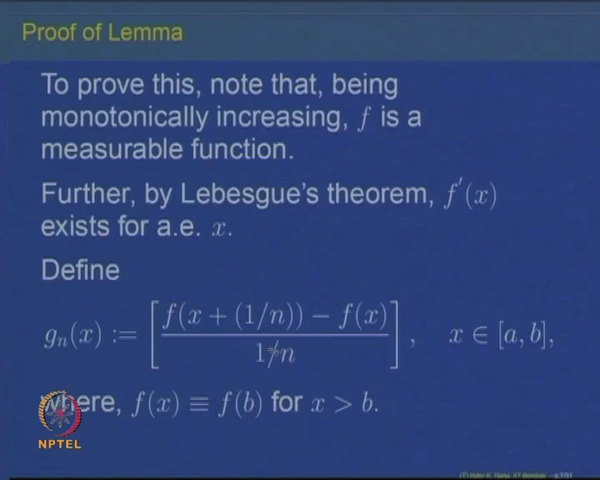 Proof of Lemma
To prove this, note that, being
monotonically increasing, f is a
measurable function.
Further, by Lebesgue's theorem, f′(x)
exists for a.e. x.
Define
g_n(x) := [ (f(x + (1/n)) − f(x)) / (1/n) ] , x ∈ [a, b],
where, f(x) ≡ f(b) for x > b.
NPTEL